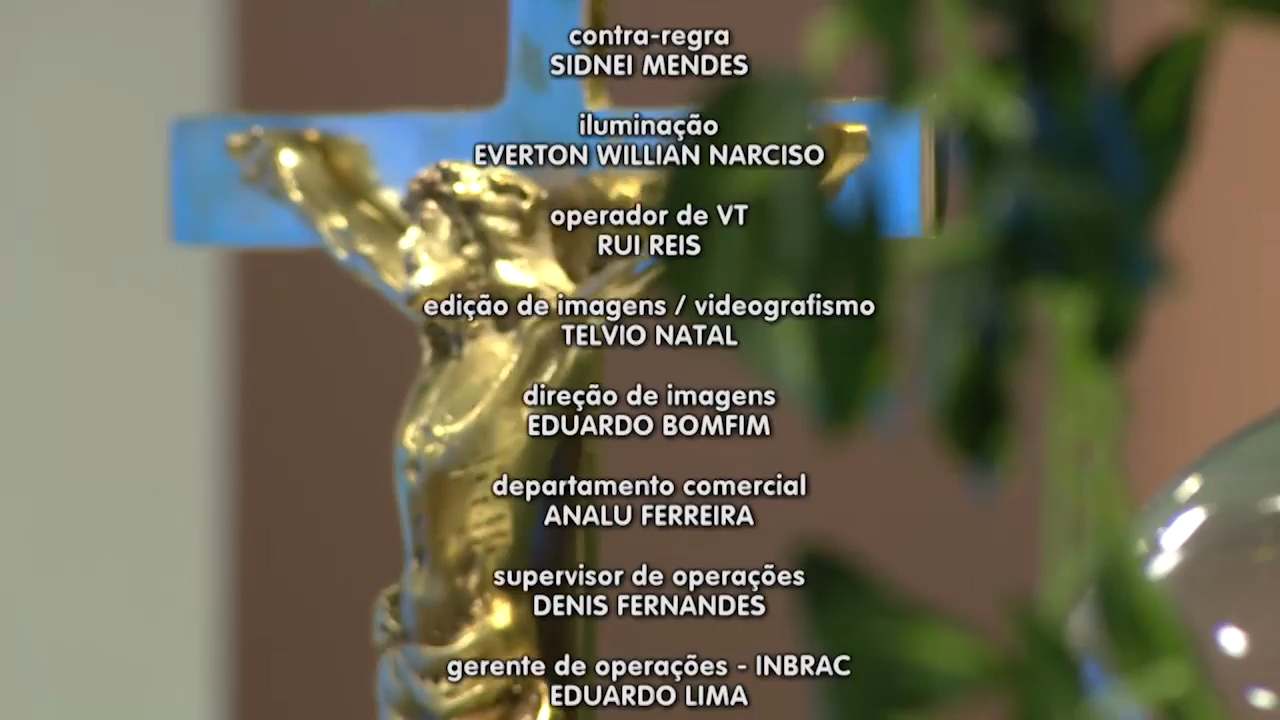 contra-regra
SIDNEI MENDES
iluminação
EVERTON WILLIAN NARCISO
operador de VT
RUI REIS
edição de imagens / videografismo
TELVIO NATAL
direção de imagens
EDUARDO BOMFIM
departamento comercial
ANALU FERREIRA
supervisor de operações
DENIS FERNANDES
gerente de operações - INBRAC
EDUARDO LIMA